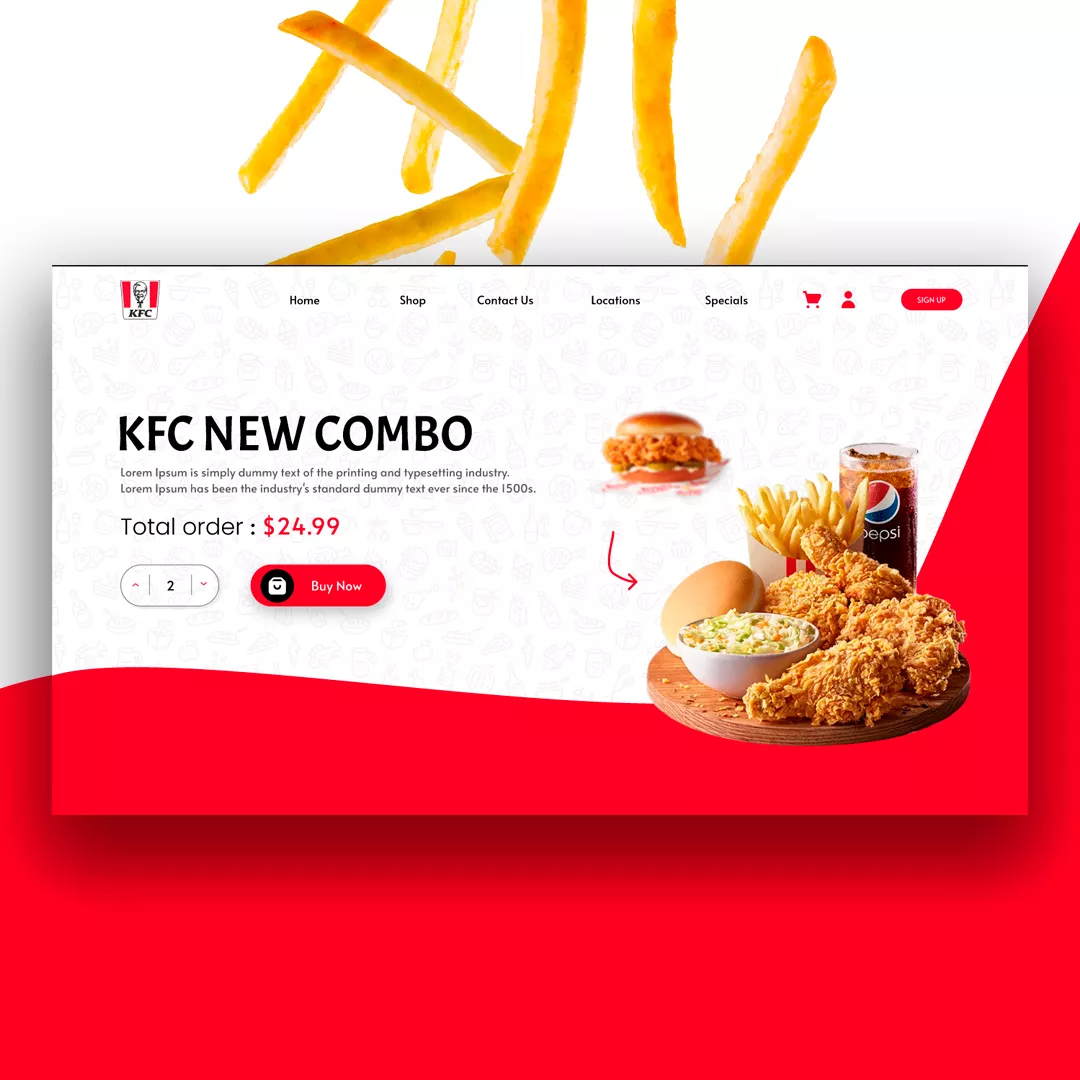 KFC
Home
Shop
Contact Us
Locations
Specials
SIGN UP
KFC NEW COMBO
Lorem Ipsum is simply dummy text of the printing and typesetting industry.
Lorem Ipsum has been the industry's standard dummy text ever since the 1500s.
Total order : $24.99
2
Buy Now
pepsi